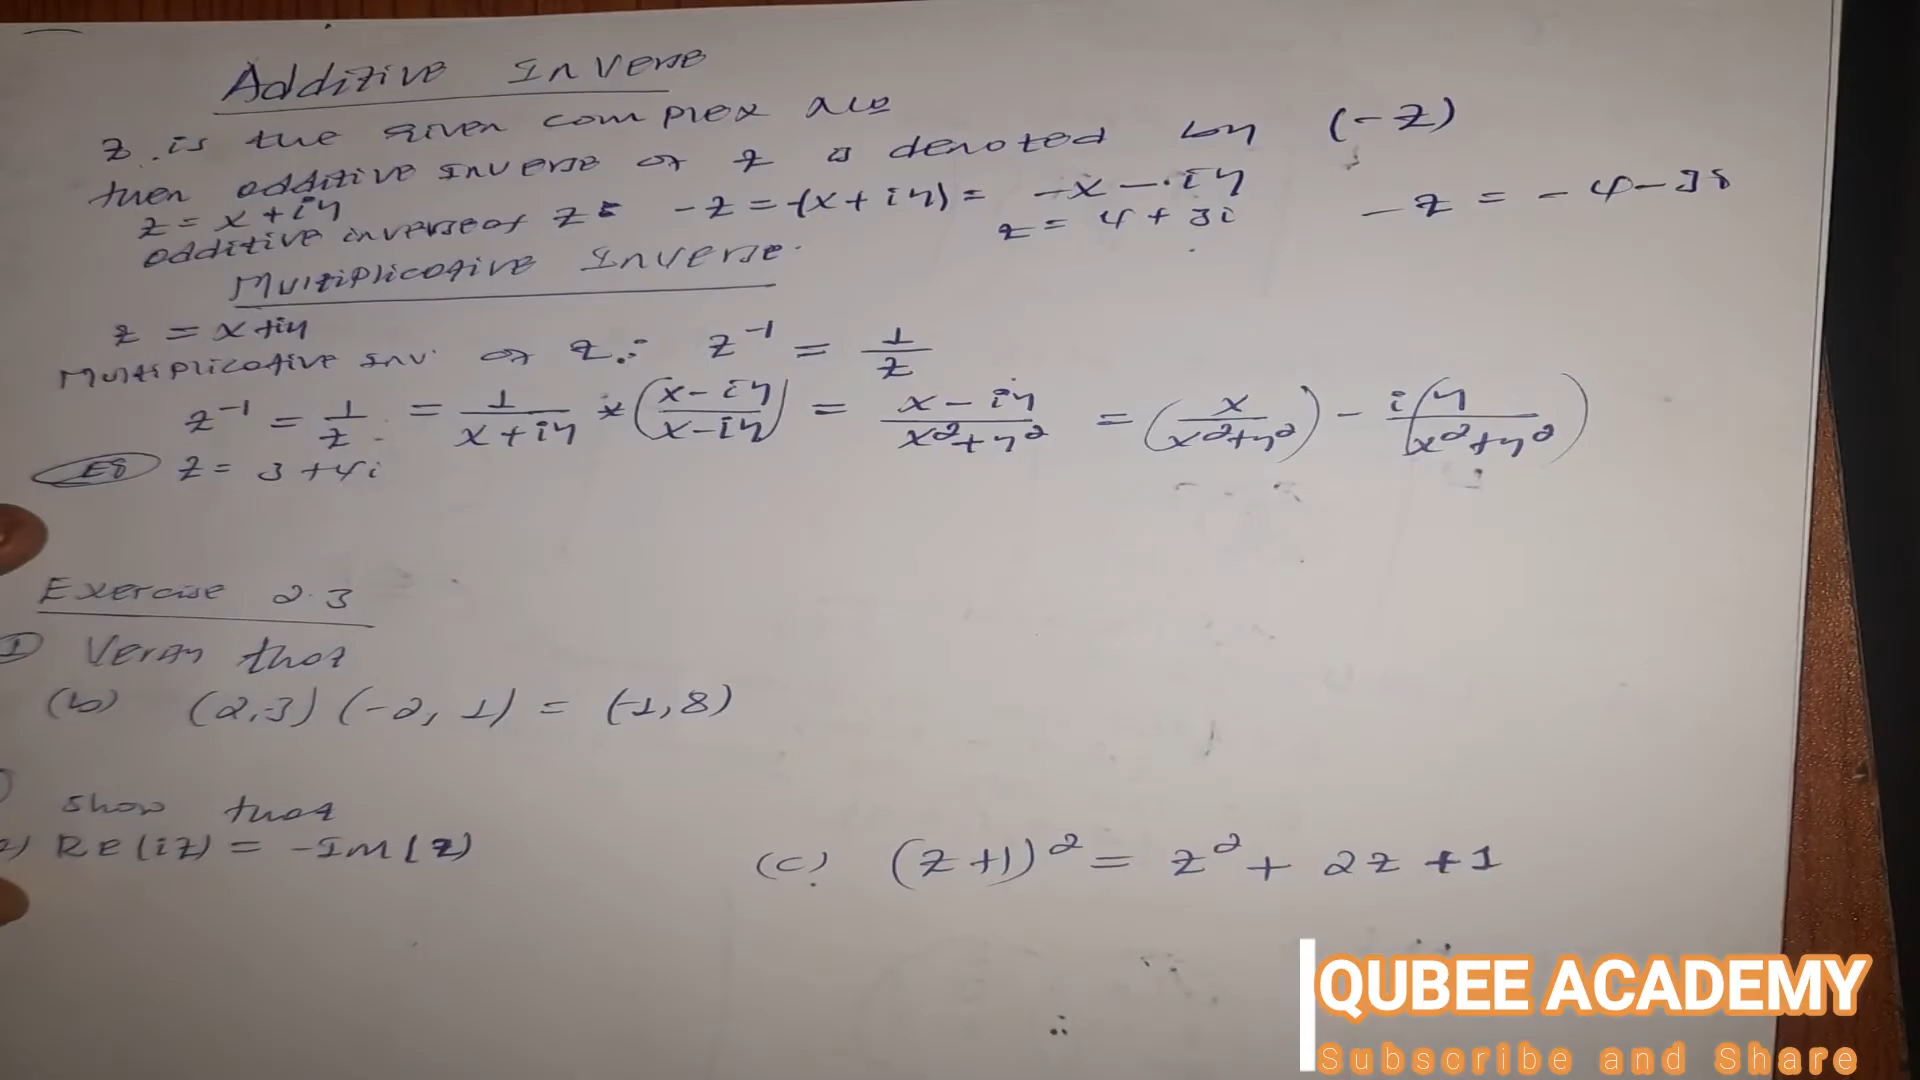 Additive Inverse
z is the given complex no
then additive inverse of z is denoted by (-z)
z = x + iy
additive inverse of z = -z = -(x + iy) = -x - iy
z = 4 + 3i
-z = -4 - 3i
Multiplicative Inverse.
z = x + iy
Multiplicative inv. of z : z⁻¹ = 1/z
z⁻¹ = 1/z = 1/(x + iy) * ((x - iy)/(x - iy)) = (x - iy)/(x² + y²) = (x/(x² + y²)) - i(y/(x² + y²))
Eg z = 3 + 4i
Exercise 2.3
① Verify that
(b) (2, -3) (-2, 1) = (-1, 8)
show that
Re(iz) = -Im(z)
(c) (z + 1)² = z² + 2z + 1
QUBEE ACADEMY
Subscribe and Share